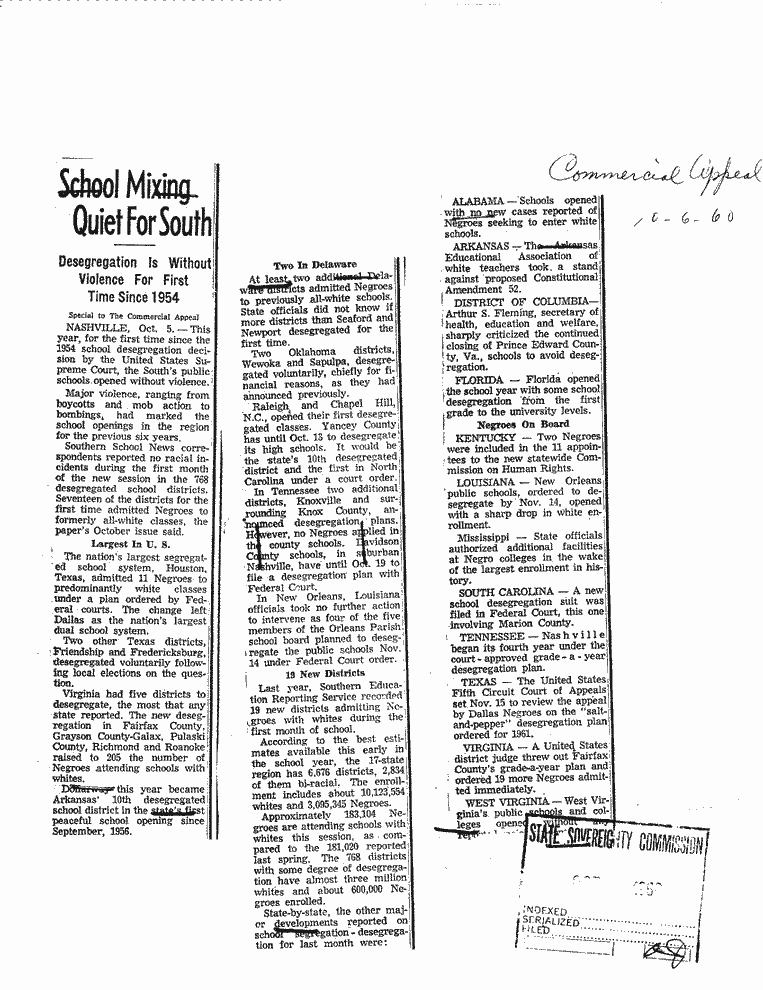 Commercial Appeal
10-6-60
School Mixing
Quiet For South
Desegregation Is Without
Violence For First
Time Since 1954
Special to The Commercial Appeal
NASHVILLE, Oct. 5.—This
year, for the first time since the
1954 school desegregation deci-
sion by the United States Su-
preme Court, the South's public
schools opened without violence.
Major violence, ranging from
boycotts and mob action to
bombings, had marked the
school openings in the region
for the previous six years.
Southern School News corre-
spondents reported no racial in-
cidents during the first month
of the new session in the 768
desegregated school districts.
Seventeen of the districts for the
first time admitted Negroes to
formerly all-white classes, the
paper's October issue said.
Largest In U. S.
The nation's largest segregat-
ed school system, Houston,
Texas, admitted 11 Negroes to
predominantly white classes
under a plan ordered by Fed-
eral courts. The change left
Dallas as the nation's largest
dual school system.
Two other Texas districts,
Friendship and Fredericksburg,
desegregated voluntarily follow-
ing local elections on the ques-
tion.
Virginia had five districts to
desegregate, the most that any
state reported. The new deseg-
regation in Fairfax County,
Grayson County-Galax, Pulaski
County, Richmond and Roanoke
raised to 205 the number of
Negroes attending schools with
whites.
Dollarway this year became
Arkansas' 10th desegregated
school district in the state's first
peaceful school opening since
September, 1956.
Two In Delaware
At least two additional Dela-
ware districts admitted Negroes
to previously all-white schools.
State officials did not know if
more districts than Seaford and
Newport desegregated for the
first time.
Two Oklahoma districts,
Wewoka and Sapulpa, desegre-
gated voluntarily, chiefly for fi-
nancial reasons, as they had
announced previously.
Raleigh and Chapel Hill,
N.C., opened their first desegre-
gated classes. Yancey County
has until Oct. 13 to desegregate
its high schools. It would be
the state's 10th desegregated
district and the first in North
Carolina under a court order.
In Tennessee two additional
districts, Knoxville and sur-
rounding Knox County, an-
nounced desegregation plans.
However, no Negroes applied in
the county schools. Davidson
County schools, in suburban
Nashville, have until Oct. 19 to
file a desegregation plan with
Federal Court.
In New Orleans, Louisiana
officials took no further action
to intervene as four of the five
members of the Orleans Parish
school board planned to deseg-
regate the public schools Nov.
14 under Federal Court order.
19 New Districts
Last year, Southern Educa-
tion Reporting Service recorded
19 new districts admitting Ne-
groes with whites during the
first month of school.
According to the best esti-
mates available this early in
the school year, the 17-state
region has 6,676 districts, 2,834
of them bi-racial. The enroll-
ment includes about 10,123,554
whites and 3,095,345 Negroes.
Approximately 183,104 Ne-
groes are attending schools with
whites this session, as com-
pared to the 181,020 reported
last spring. The 768 districts
with some degree of desegrega-
tion have almost three million
whites and about 600,000 Ne-
groes enrolled.
State-by-state, the other maj-
or developments reported on
school segregation - desegrega-
tion for last month were:
ALABAMA — Schools opened
with no new cases reported of
Negroes seeking to enter white
schools.
ARKANSAS — The Arkansas
Educational Association of
white teachers took a stand
against proposed Constitutional
Amendment 52.
DISTRICT OF COLUMBIA—
Arthur S. Fleming, secretary of
health, education and welfare,
sharply criticized the continued
closing of Prince Edward Coun-
ty, Va., schools to avoid deseg-
regation.
FLORIDA — Florida opened
the school year with some school
desegregation from the first
grade to the university levels.
Negroes On Board
KENTUCKY — Two Negroes
were included in the 11 appoin-
tees to the new statewide Com-
mission on Human Rights.
LOUISIANA — New Orleans
public schools, ordered to de-
segregate by Nov. 14, opened
with a sharp drop in white en-
rollment.
Mississippi — State officials
authorized additional facilities
at Negro colleges in the wake
of the largest enrollment in his-
tory.
SOUTH CAROLINA — A new
school desegregation suit was
filed in Federal Court, this one
involving Marion County.
TENNESSEE — Nashville
began its fourth year under the
court - approved grade - a - year
desegregation plan.
TEXAS — The United States
Fifth Circuit Court of Appeals
set Nov. 15 to review the appeal
by Dallas Negroes on the "salt-
and-pepper" desegregation plan
ordered for 1961.
VIRGINIA — A United States
district judge threw out Fairfax
County's grade-a-year plan and
ordered 19 more Negroes admit-
ted immediately.
WEST VIRGINIA — West Vir-
ginia's public schools and col-
leges opened without any
STATE SOVEREIGNTY COMMISSION
INDEXED
SERIALIZED
FILED